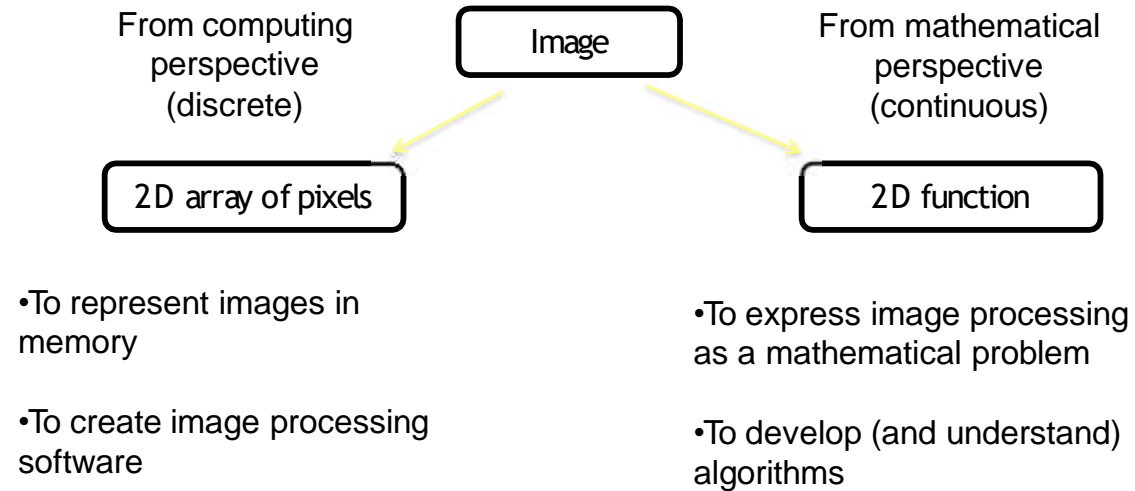 From computing
perspective
(discrete)
Image
From mathematical
perspective
(continuous)
2D array of pixels
2D function
•To represent images in
memory
•To create image processing
software
•To express image processing
as a mathematical problem
•To develop (and understand)
algorithms